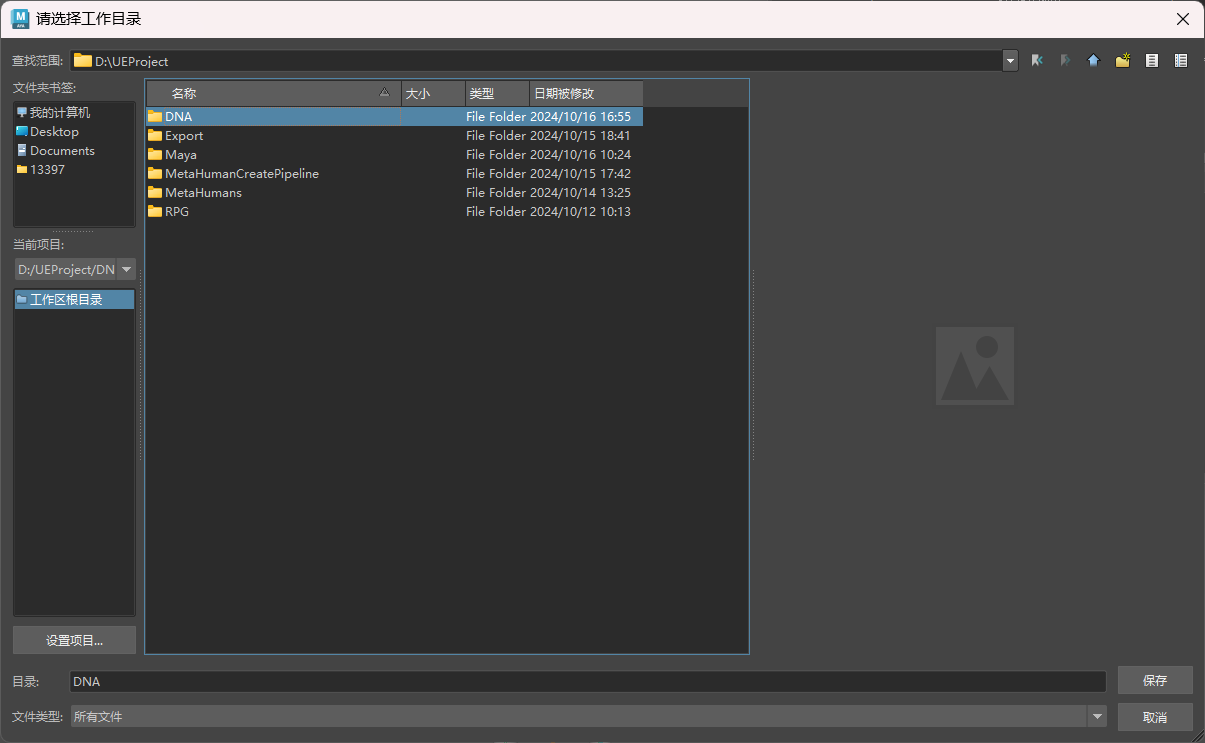 请选择工作目录
查找范围: D:\UEProject
文件夹书签:
我的计算机
Desktop
Documents
13397
当前项目:
D:/UEProject/DN
工作区根目录
设置项目...
名称 大小 类型 日期被修改
DNA File Folder 2024/10/16 16:55
Export File Folder 2024/10/15 18:41
Maya File Folder 2024/10/16 10:24
MetaHumanCreatePipeline File Folder 2024/10/15 17:42
MetaHumans File Folder 2024/10/14 13:25
RPG File Folder 2024/10/12 10:13
目录: DNA
保存
文件类型: 所有文件
取消